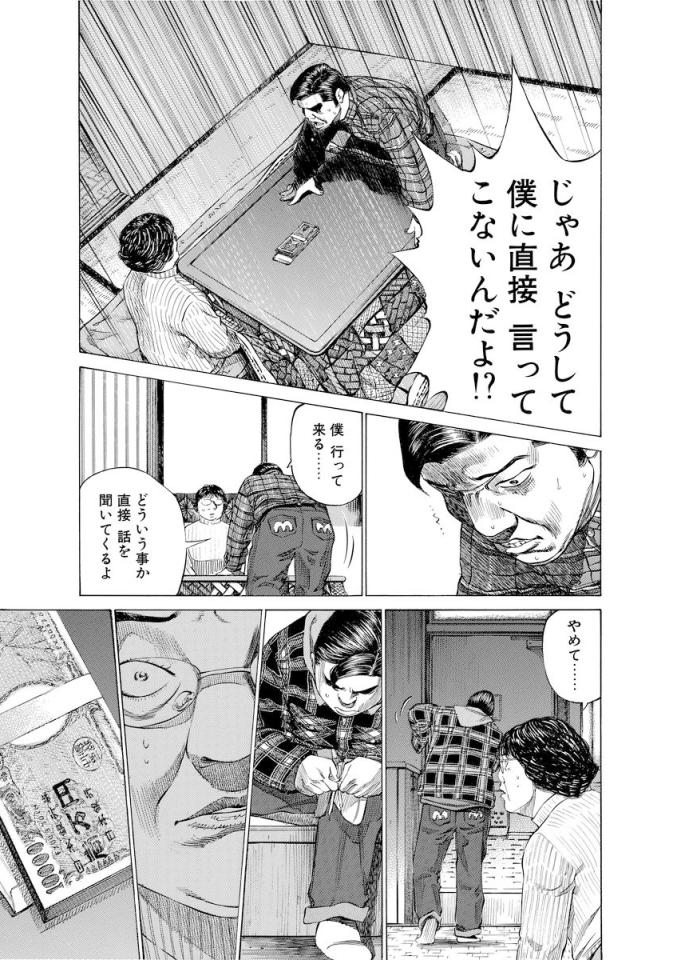 じゃあ どうして
僕に直接 言って
こないんだよ!?
僕 行って
来る……
どういう事か
直接 話を
聞いてくるよ
やめて……